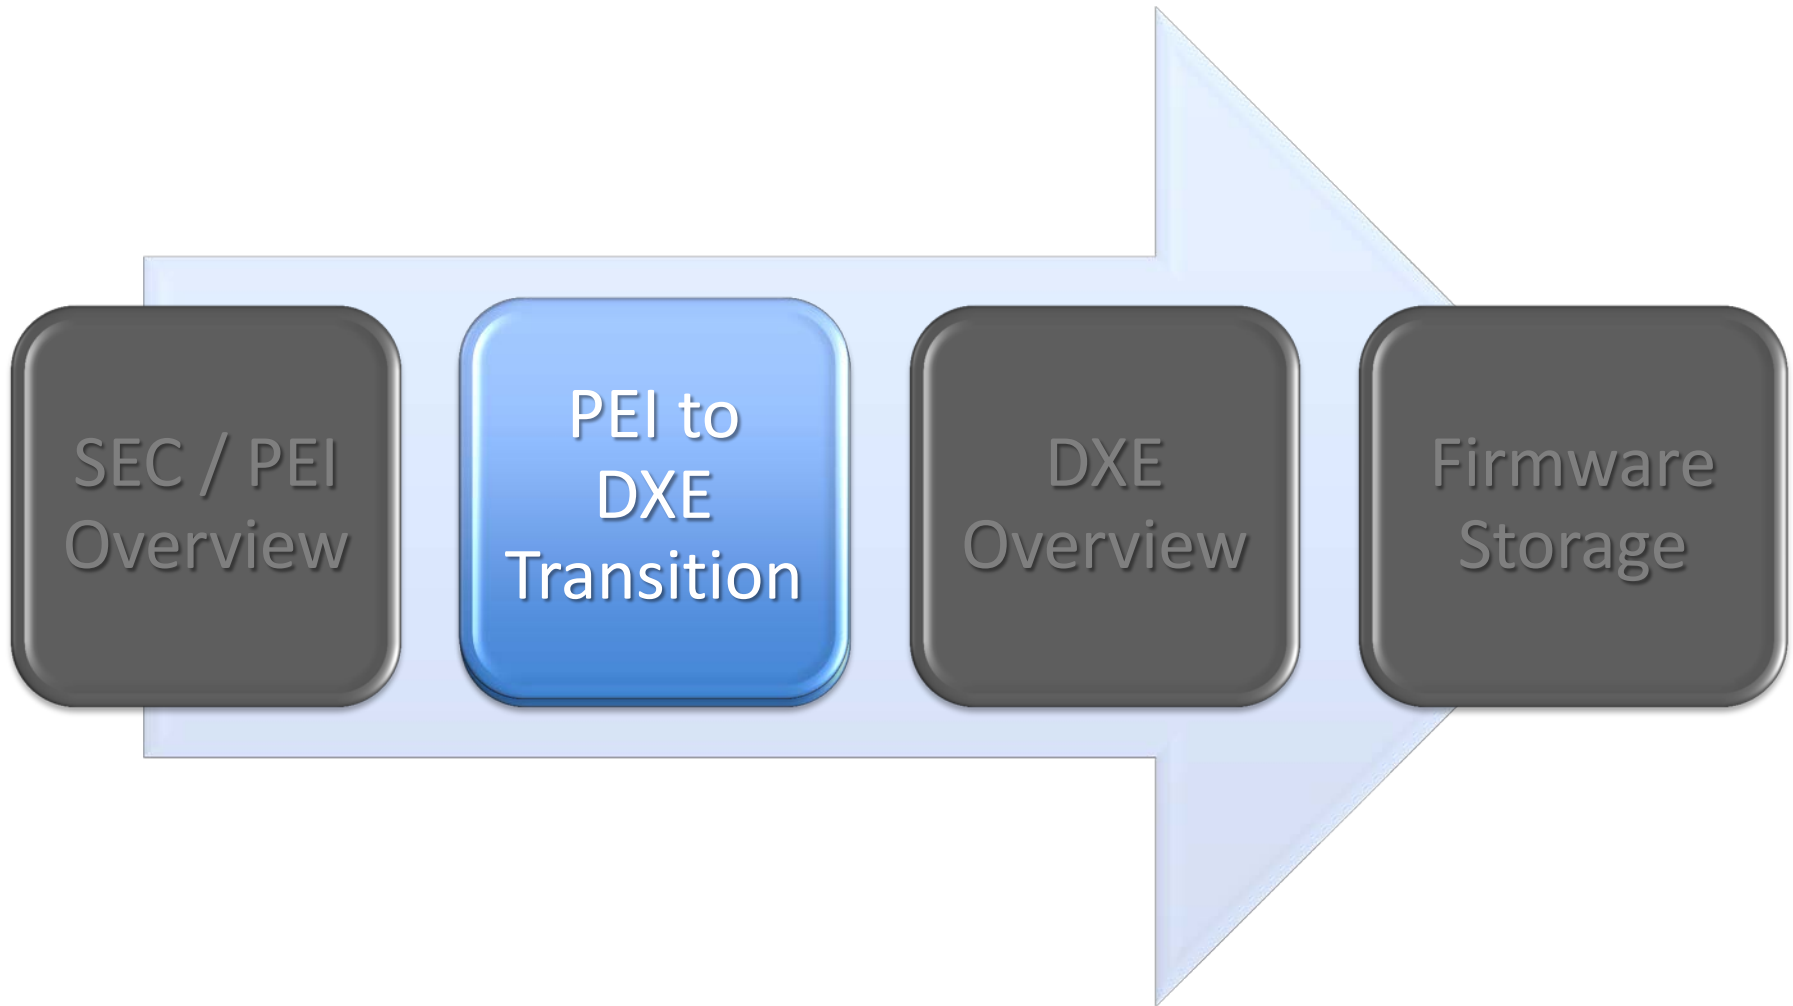 SEC / PEI
Overview
PEI to
DXE
Transition
DXE
Overview
Firmware
Storage